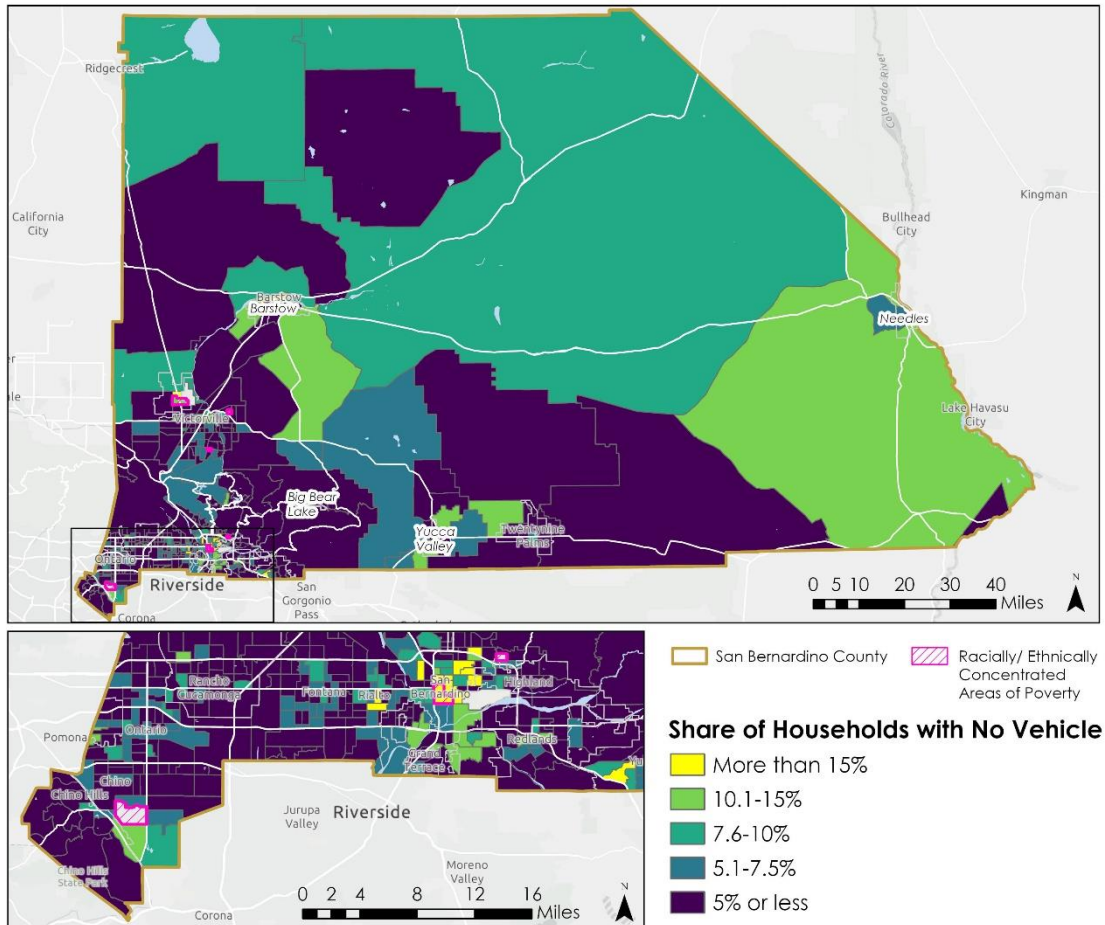 Ridgecrest
Colorado River
Kingman
California
City
Bullhead
City
Barstow
Barstow
Needles
Lake Havasu
City
Victorville
Big Bear
Lake
Yucca
Valley
Twentynine
Palms
Ontario
Riverside
San
Gorgonio
Pass
Corona
0 5 10 20 30 40
Miles
N
Rancho
Cucamonga
Fontana
Rialto
San
Bernardino
Highland
Pomona
Ontario
Grand
Terrace
Redlands
Yu
Chino
Chino Hills
Jurupa
Valley
Riverside
Chino Hills
State Park
Moreno
Valley
Corona
0 2 4 8 12 16
Miles
N
San Bernardino County
Racially/ Ethnically
Concentrated
Areas of Poverty
Share of Households with No Vehicle
More than 15%
10.1-15%
7.6-10%
5.1-7.5%
5% or less